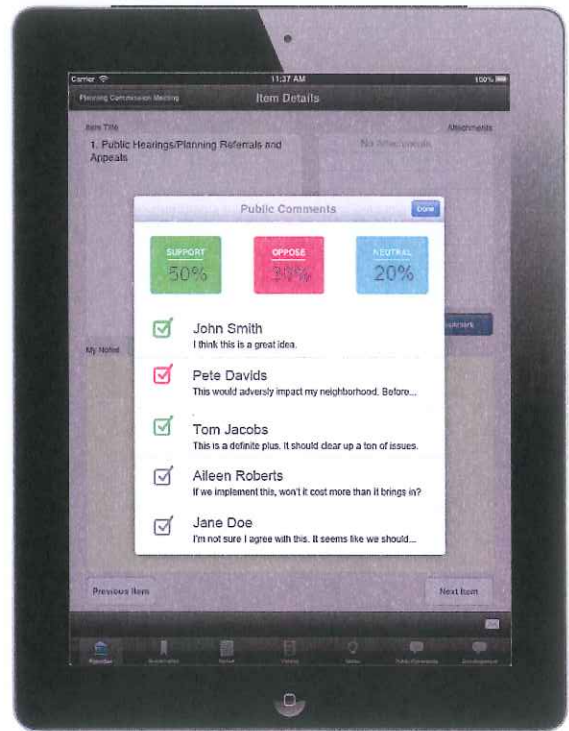 Carrier
11:37 AM
100%
Planning Commission Meeting
Item Details
Item Title
Attachments
1. Public Hearings/Planning Referrals and
Appeals
No Attachments
Public Comments
Done
SUPPORT
50%
OPPOSE
30%
NEUTRAL
20%
My Notes
John Smith
I think this is a great idea.
Pete Davids
This would adversly impact my neighborhood. Before...
Tom Jacobs
This is a definite plus. It should clear up a ton of issues.
Aileen Roberts
If we implement this, won't it cost more than it brings in?
Jane Doe
I'm not sure I agree with this. It seems like we should...
Previous Item
Next Item